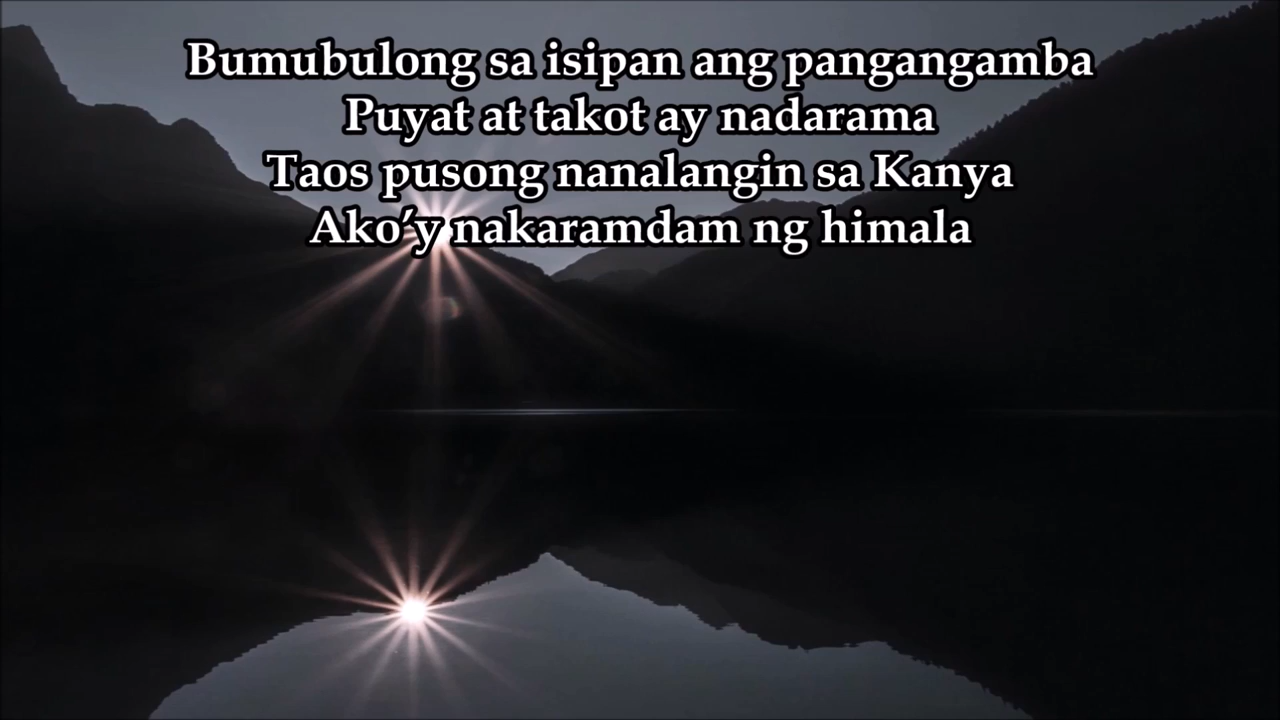 Bumubulong sa isipan ang pangangamba
Puyat at takot ay nadarama
Taos pusong nanalangin sa Kanya
Ako’y nakaramdam ng himala